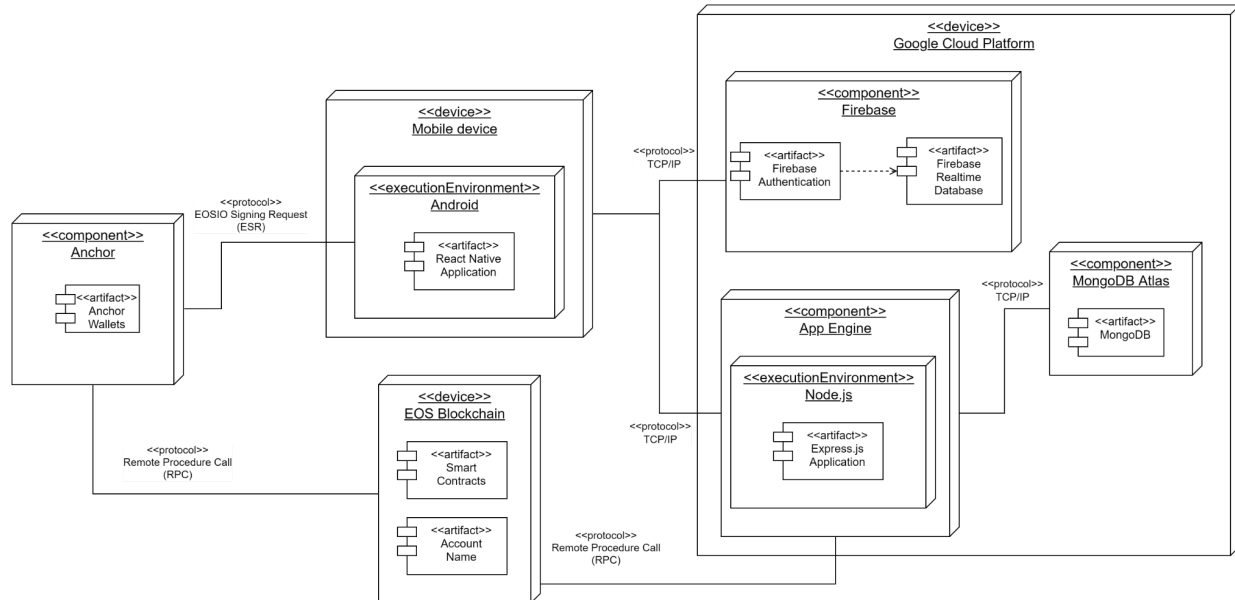 <<device>>
Google Cloud Platform
<<component>>
Firebase
<<artifact>>
Firebase
Authentication
<<artifact>>
Firebase
Realtime
Database
<<device>>
Mobile device
<<executionEnvironment>>
Android
<<artifact>>
React Native
Application
<<protocol>>
TCP/IP
<<protocol>>
EOSIO Signing Request
(ESR)
<<component>>
Anchor
<<artifact>>
Anchor
Wallets
<<component>>
MongoDB Atlas
<<artifact>>
MongoDB
<<protocol>>
TCP/IP
<<component>>
App Engine
<<executionEnvironment>>
Node.js
<<artifact>>
Express.js
Application
<<protocol>>
TCP/IP
<<device>>
EOS Blockchain
<<artifact>>
Smart
Contracts
<<artifact>>
Account
Name
<<protocol>>
Remote Procedure Call
(RPC)
<<protocol>>
Remote Procedure Call
(RPC)